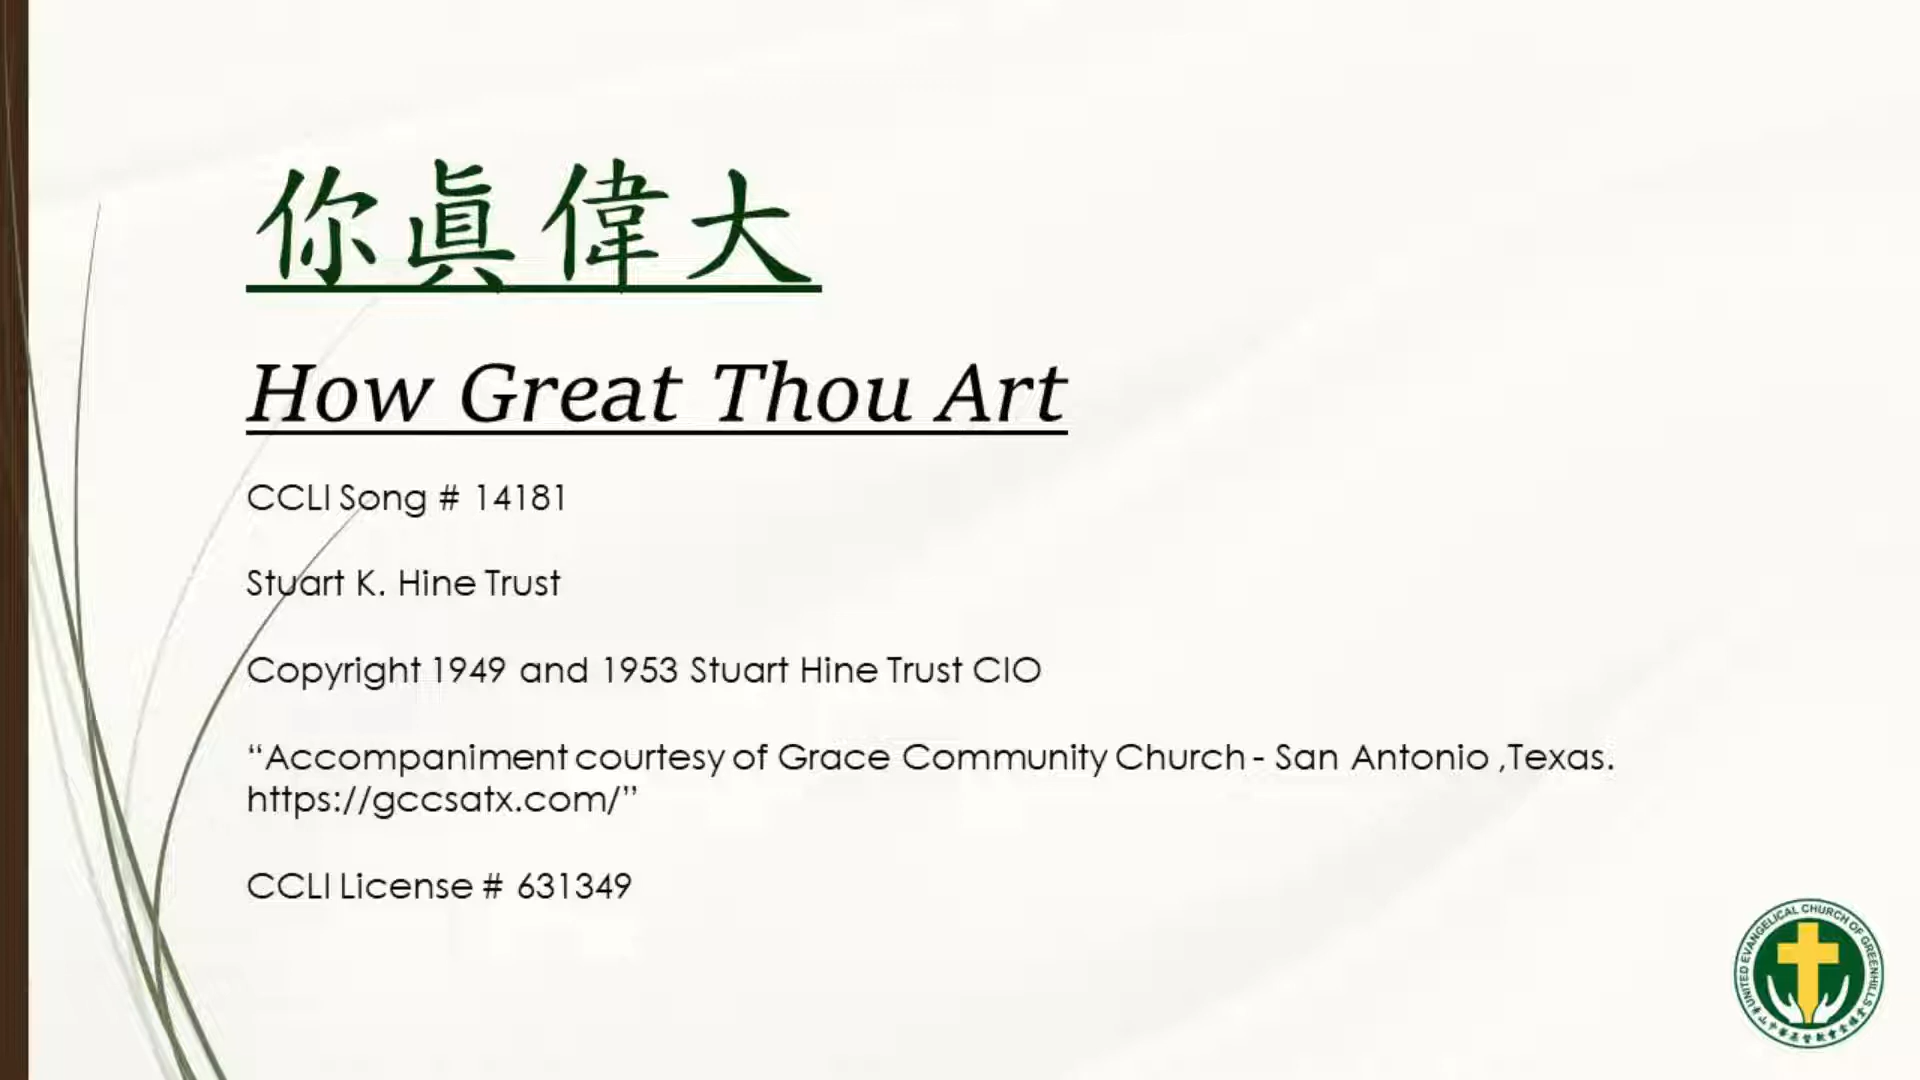 你眞偉大
How Great Thou Art
CCLI Song # 14181
Stuart K. Hine Trust
Copyright 1949 and 1953 Stuart Hine Trust CIO
“Accompaniment courtesy of Grace Community Church - San Antonio ,Texas.
https://gccsatx.com/”
CCLI License # 631349
UNITED EVANGELICAL CHURCH OF GREENHILLS